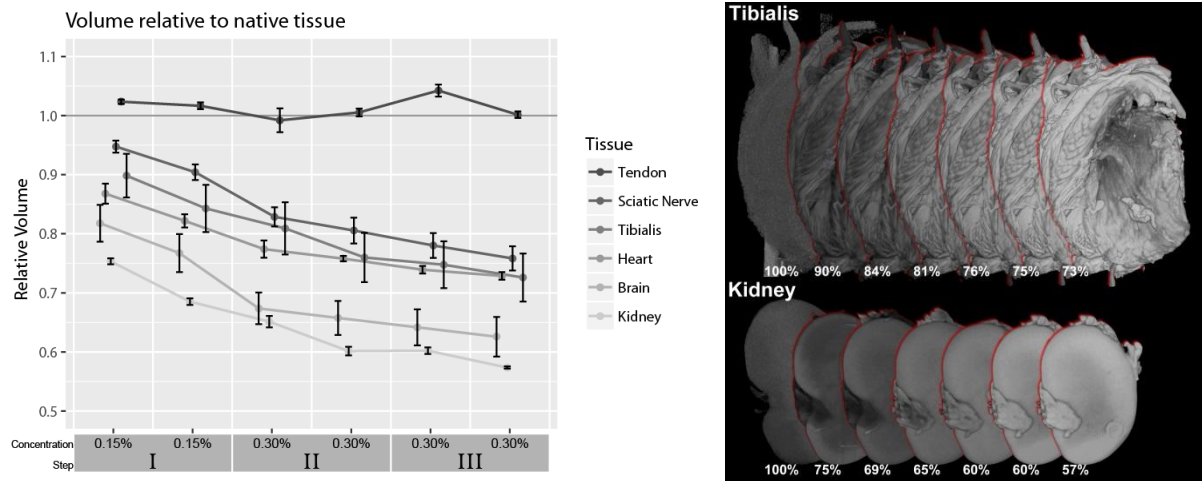 Volume relative to native tissue
1.1
1.0
0.9
0.8
0.7
0.6
0.5
Relative Volume
Concentration 0.15% 0.15% 0.30% 0.30% 0.30% 0.30%
Step I II III
Tissue
Tendon
Sciatic Nerve
Tibialis
Heart
Brain
Kidney
Tibialis
100% 90% 84% 81% 76% 75% 73%
Kidney
100% 75% 69% 65% 60% 60% 57%